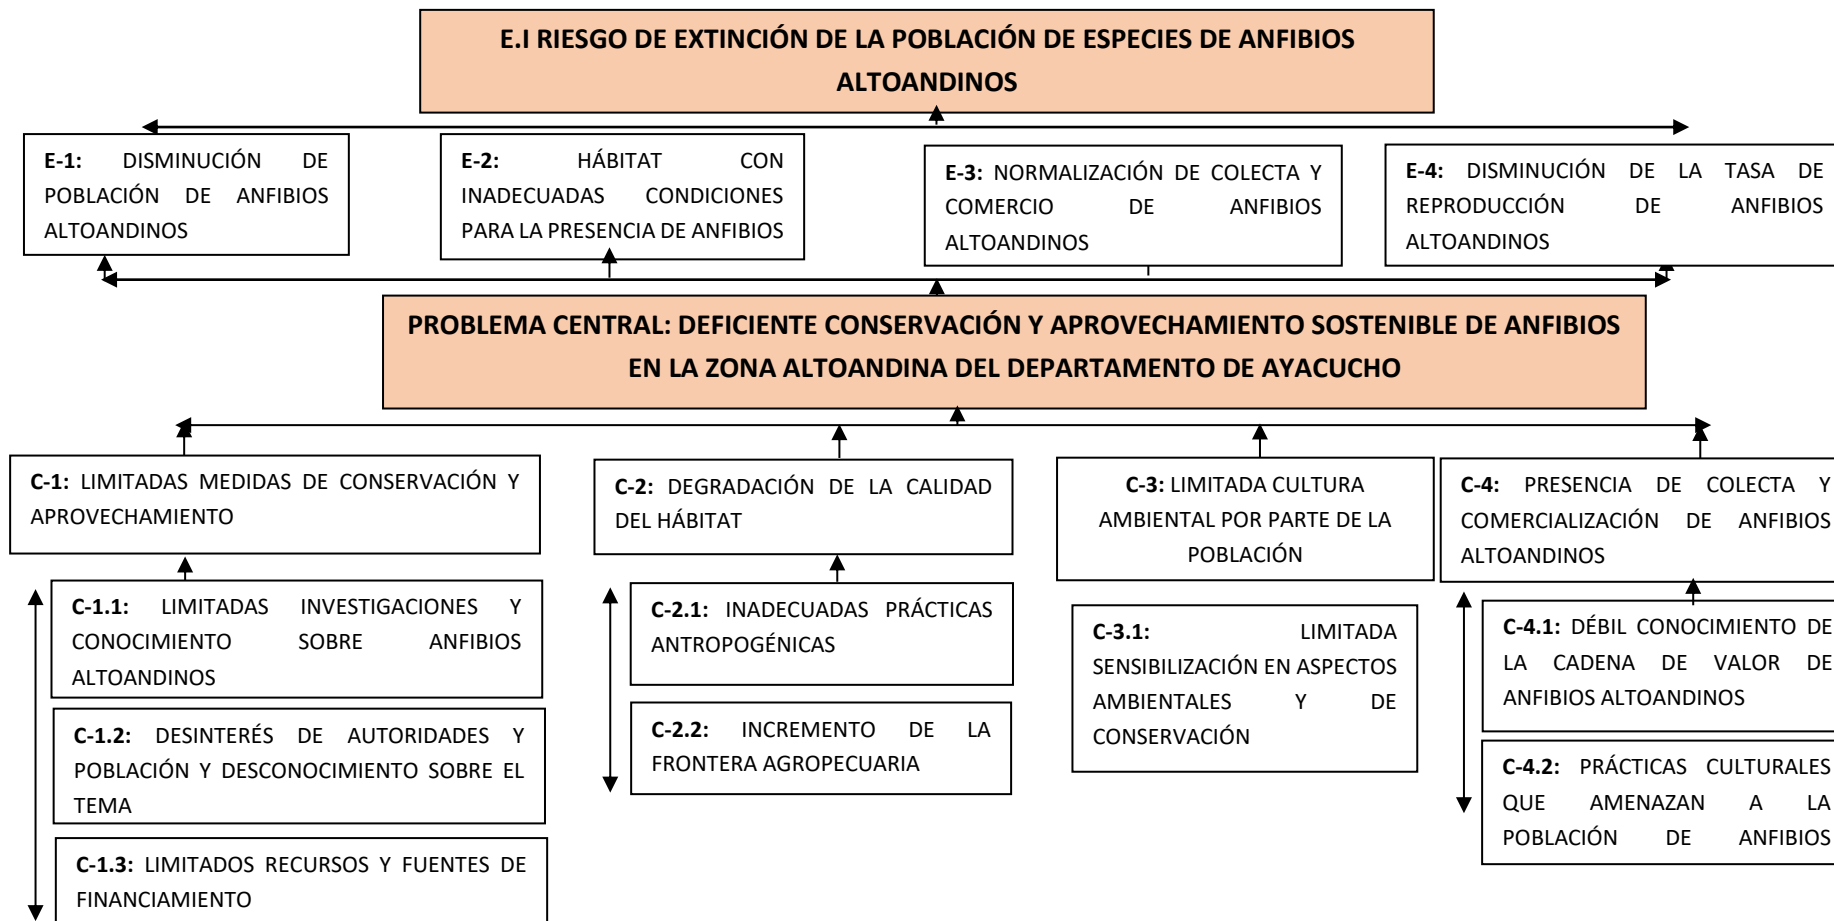 E.I RIESGO DE EXTINCIÓN DE LA POBLACIÓN DE ESPECIES DE ANFIBIOS
ALTOANDINOS
E-1: DISMINUCIÓN DE
POBLACIÓN DE ANFIBIOS
ALTOANDINOS
E-2: HÁBITAT CON
INADECUADAS CONDICIONES
PARA LA PRESENCIA DE ANFIBIOS
E-3: NORMALIZACIÓN DE COLECTA Y
COMERCIO DE ANFIBIOS
ALTOANDINOS
E-4: DISMINUCIÓN DE LA TASA DE
REPRODUCCIÓN DE ANFIBIOS
ALTOANDINOS
PROBLEMA CENTRAL: DEFICIENTE CONSERVACIÓN Y APROVECHAMIENTO SOSTENIBLE DE ANFIBIOS
EN LA ZONA ALTOANDINA DEL DEPARTAMENTO DE AYACUCHO
C-1: LIMITADAS MEDIDAS DE CONSERVACIÓN Y
APROVECHAMIENTO
C-1.1: LIMITADAS INVESTIGACIONES Y
CONOCIMIENTO SOBRE ANFIBIOS
ALTOANDINOS
C-1.2: DESINTERÉS DE AUTORIDADES Y
POBLACIÓN Y DESCONOCIMIENTO SOBRE EL
TEMA
C-1.3: LIMITADOS RECURSOS Y FUENTES DE
FINANCIAMIENTO
C-2: DEGRADACIÓN DE LA CALIDAD
DEL HÁBITAT
C-2.1: INADECUADAS PRÁCTICAS
ANTROPOGÉNICAS
C-2.2: INCREMENTO DE LA
FRONTERA AGROPECUARIA
C-3: LIMITADA CULTURA
AMBIENTAL POR PARTE DE LA
POBLACIÓN
C-3.1: LIMITADA
SENSIBILIZACIÓN EN ASPECTOS
AMBIENTALES Y DE
CONSERVACIÓN
C-4: PRESENCIA DE COLECTA Y
COMERCIALIZACIÓN DE ANFIBIOS
ALTOANDINOS
C-4.1: DÉBIL CONOCIMIENTO DE
LA CADENA DE VALOR DE
ANFIBIOS ALTOANDINOS
C-4.2: PRÁCTICAS CULTURALES
QUE AMENAZAN A LA
POBLACIÓN DE ANFIBIOS